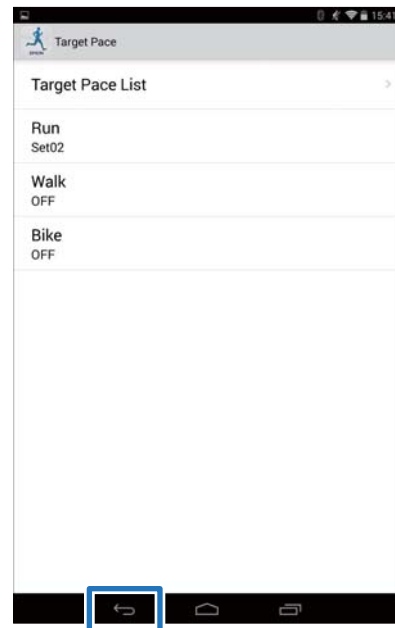 15:41
Target Pace
Target Pace List
Run
Set02
Walk
OFF
Bike
OFF